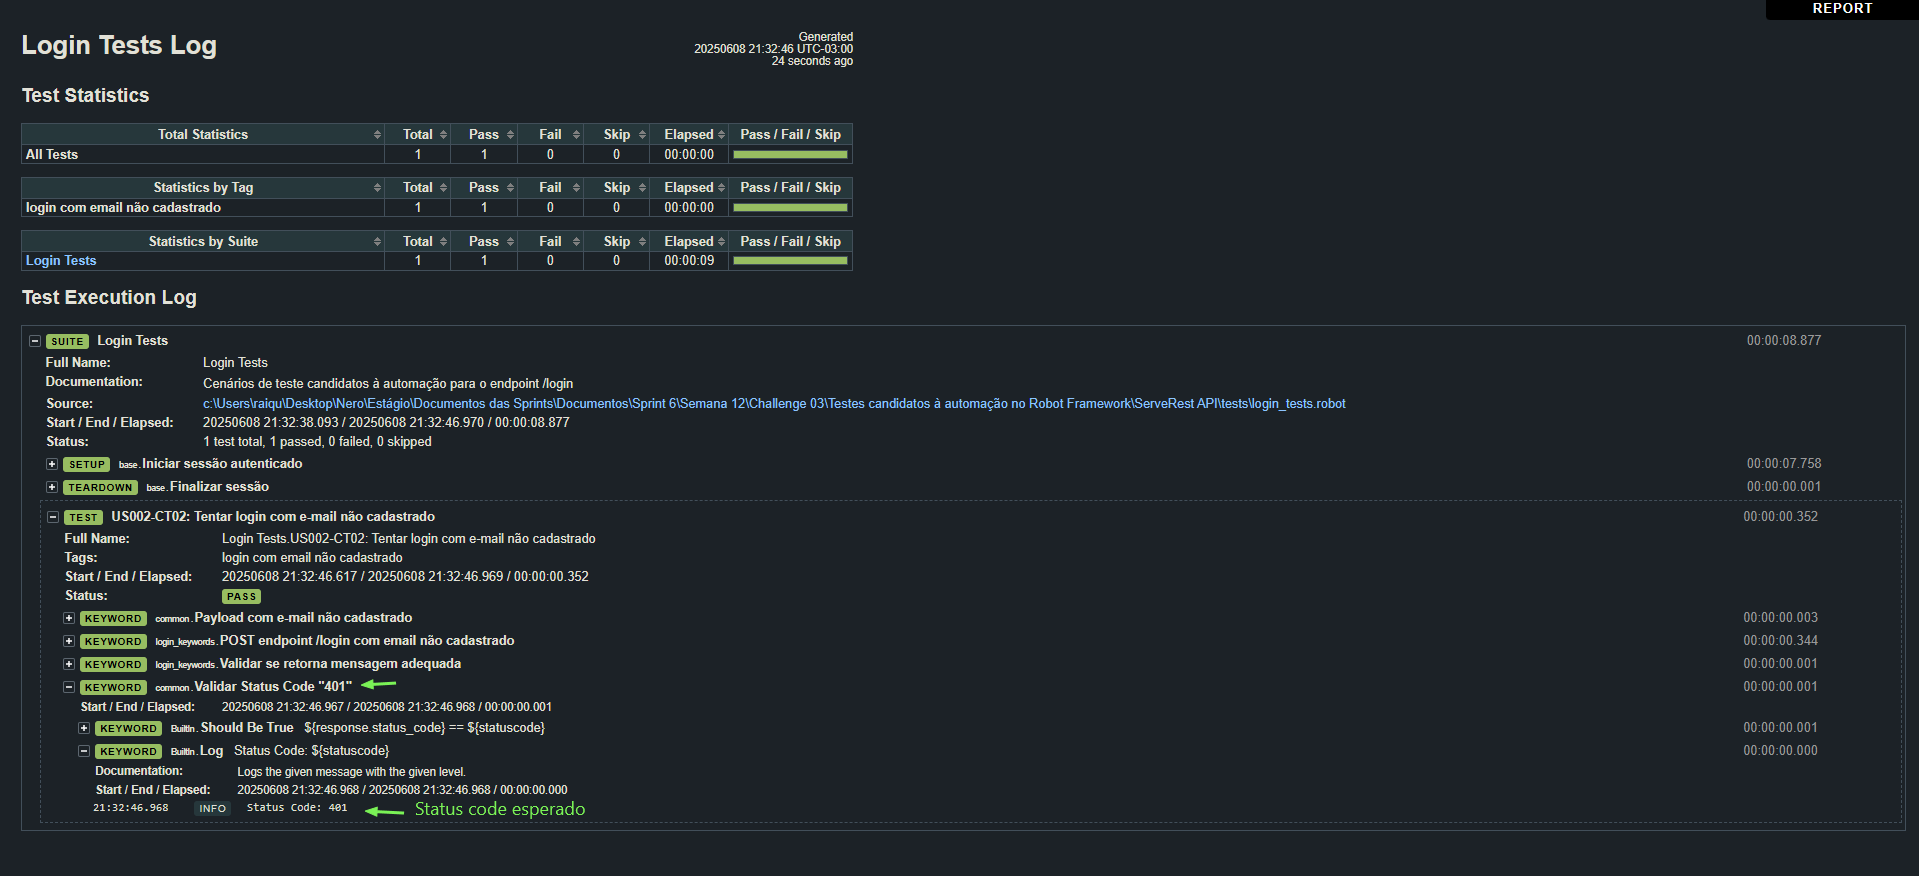 REPORT
Login Tests Log
Generated
20250608 21:32:46 UTC-03:00
24 seconds ago
Test Statistics
Total Statistics Total Pass Fail Skip Elapsed Pass / Fail / Skip
All Tests 1 1 0 0 00:00:00
Statistics by Tag Total Pass Fail Skip Elapsed Pass / Fail / Skip
login com email não cadastrado 1 1 0 0 00:00:00
Statistics by Suite Total Pass Fail Skip Elapsed Pass / Fail / Skip
Login Tests 1 1 0 0 00:00:09
Test Execution Log
SUITE Login Tests 00:00:08.877
Full Name: Login Tests
Documentation: Cenários de teste candidatos à automação para o endpoint /login
Source: c:\Users\raiqu\Desktop\Nero\Estágio\Documentos das Sprints\Documentos\Sprint 6\Semana 12\Challenge 03\Testes candidatos à automação no Robot Framework\ServeRest API\tests\login_tests.robot
Start / End / Elapsed: 20250608 21:32:38.093 / 20250608 21:32:46.970 / 00:00:08.877
Status: 1 test total, 1 passed, 0 failed, 0 skipped
SETUP base.Iniciar sessão autenticado 00:00:07.758
TEARDOWN base.Finalizar sessão 00:00:00.001
TEST US002-CT02: Tentar login com e-mail não cadastrado 00:00:00.352
Full Name: Login Tests.US002-CT02: Tentar login com e-mail não cadastrado
Tags: login com email não cadastrado
Start / End / Elapsed: 20250608 21:32:46.617 / 20250608 21:32:46.969 / 00:00:00.352
Status: PASS
KEYWORD common.Payload com e-mail não cadastrado 00:00:00.003
KEYWORD login_keywords.POST endpoint /login com email não cadastrado 00:00:00.344
KEYWORD login_keywords.Validar se retorna mensagem adequada 00:00:00.001
KEYWORD common.Validar Status Code "401" 00:00:00.001
Start / End / Elapsed: 20250608 21:32:46.967 / 20250608 21:32:46.968 / 00:00:00.001
KEYWORD BuiltIn.Should Be True ${response.status_code} == ${statuscode} 00:00:00.001
KEYWORD BuiltIn.Log Status Code: ${statuscode} 00:00:00.000
Documentation: Logs the given message with the given level.
Start / End / Elapsed: 20250608 21:32:46.968 / 20250608 21:32:46.968 / 00:00:00.000
21:32:46.968 INFO Status Code: 401 Status code esperado